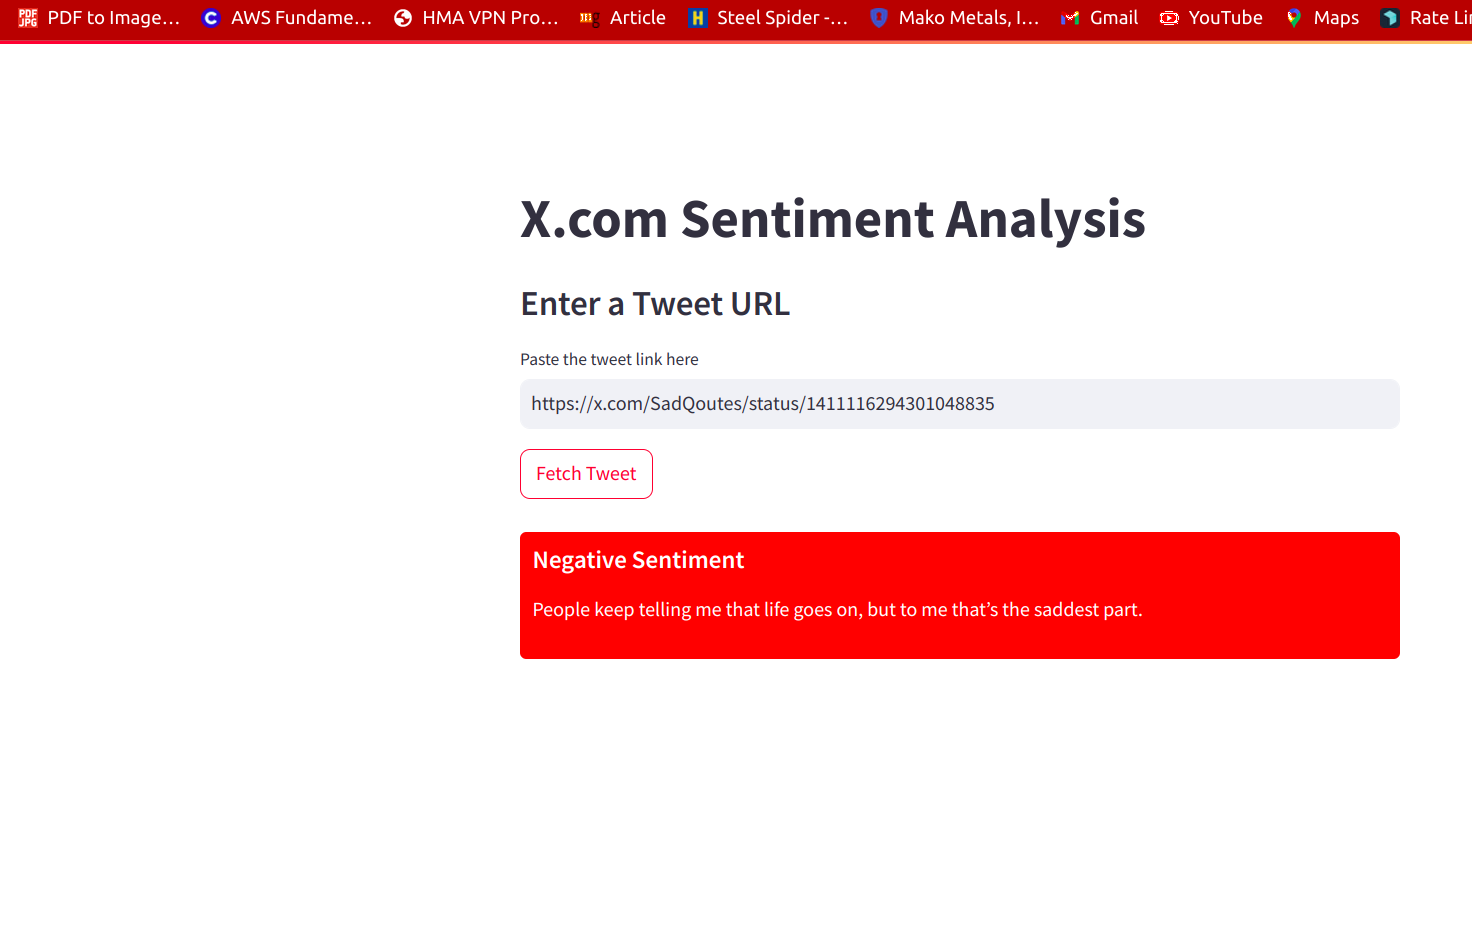 PDF to Image... AWS Fundame... HMA VPN Pro... Article Steel Spider -... Mako Metals, I... Gmail YouTube Maps Rate Lin
X.com Sentiment Analysis
Enter a Tweet URL
Paste the tweet link here
https://x.com/SadQoutes/status/1411116294301048835
Fetch Tweet
Negative Sentiment
People keep telling me that life goes on, but to me that’s the saddest part.